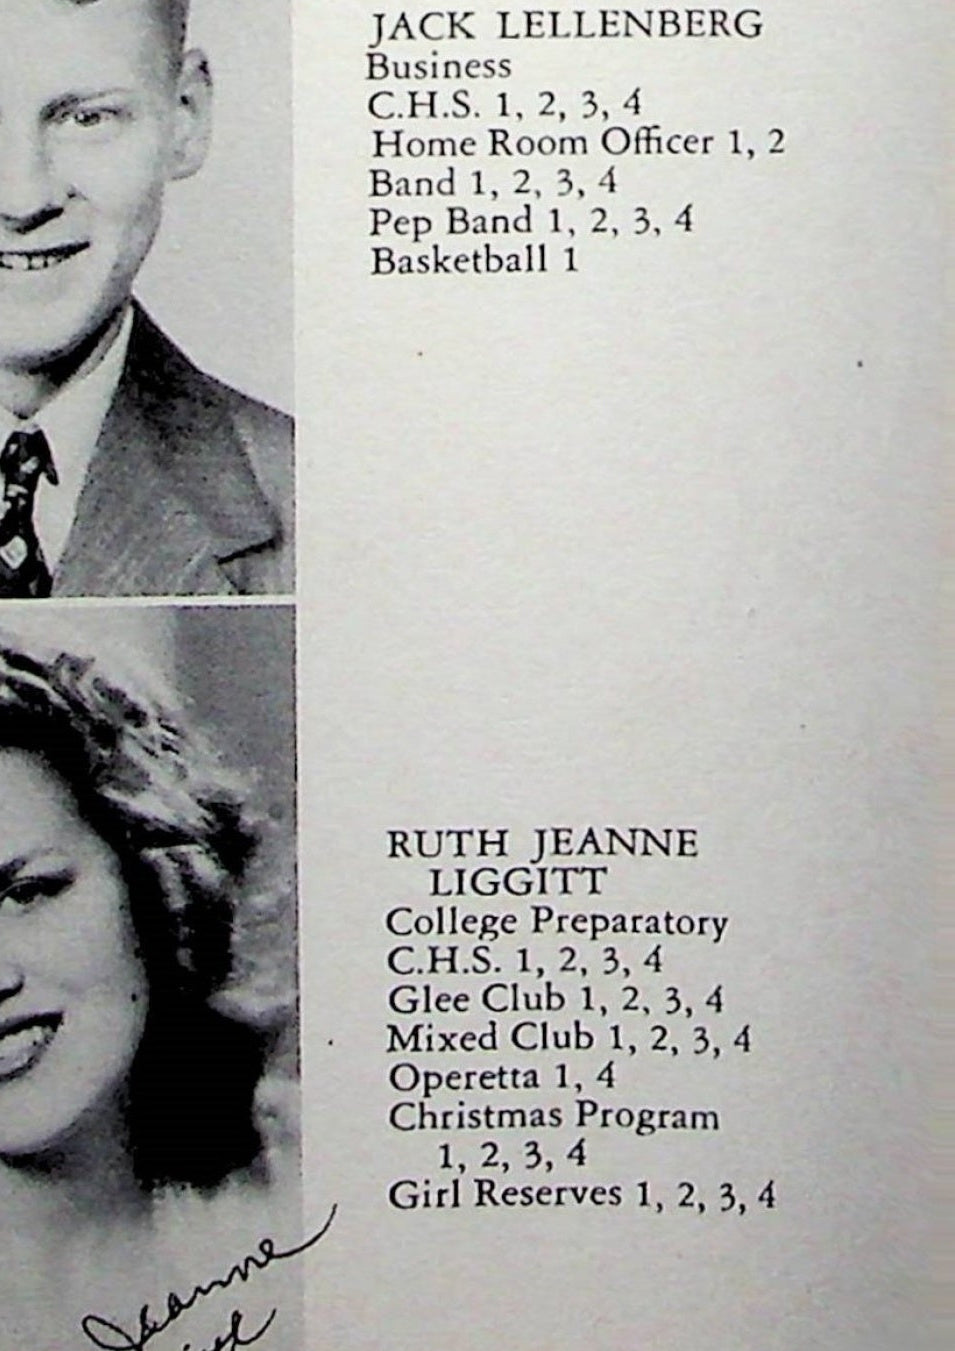 JACK LELLENBERG
Business
C.H.S. 1, 2, 3, 4
Home Room Officer 1, 2
Band 1, 2, 3, 4
Pep Band 1, 2, 3, 4
Basketball 1
RUTH JEANNE
LIGGITT
College Preparatory
C.H.S. 1, 2, 3, 4
Glee Club 1, 2, 3, 4
Mixed Club 1, 2, 3, 4
Operetta 1, 4
Christmas Program
1, 2, 3, 4
Girl Reserves 1, 2, 3, 4
Jeanne